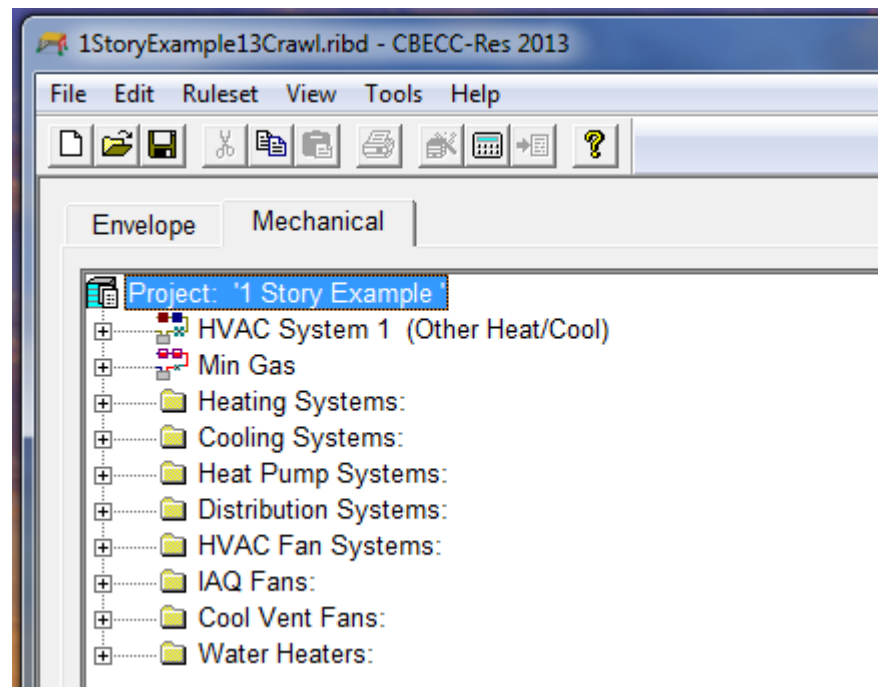 1StoryExample13Crawl.ribd - CBECC-Res 2013
File Edit Ruleset View Tools Help
Envelope Mechanical
Project: '1 Story Example '
HVAC System 1 (Other Heat/Cool)
Min Gas
Heating Systems:
Cooling Systems:
Heat Pump Systems:
Distribution Systems:
HVAC Fan Systems:
IAQ Fans:
Cool Vent Fans:
Water Heaters: